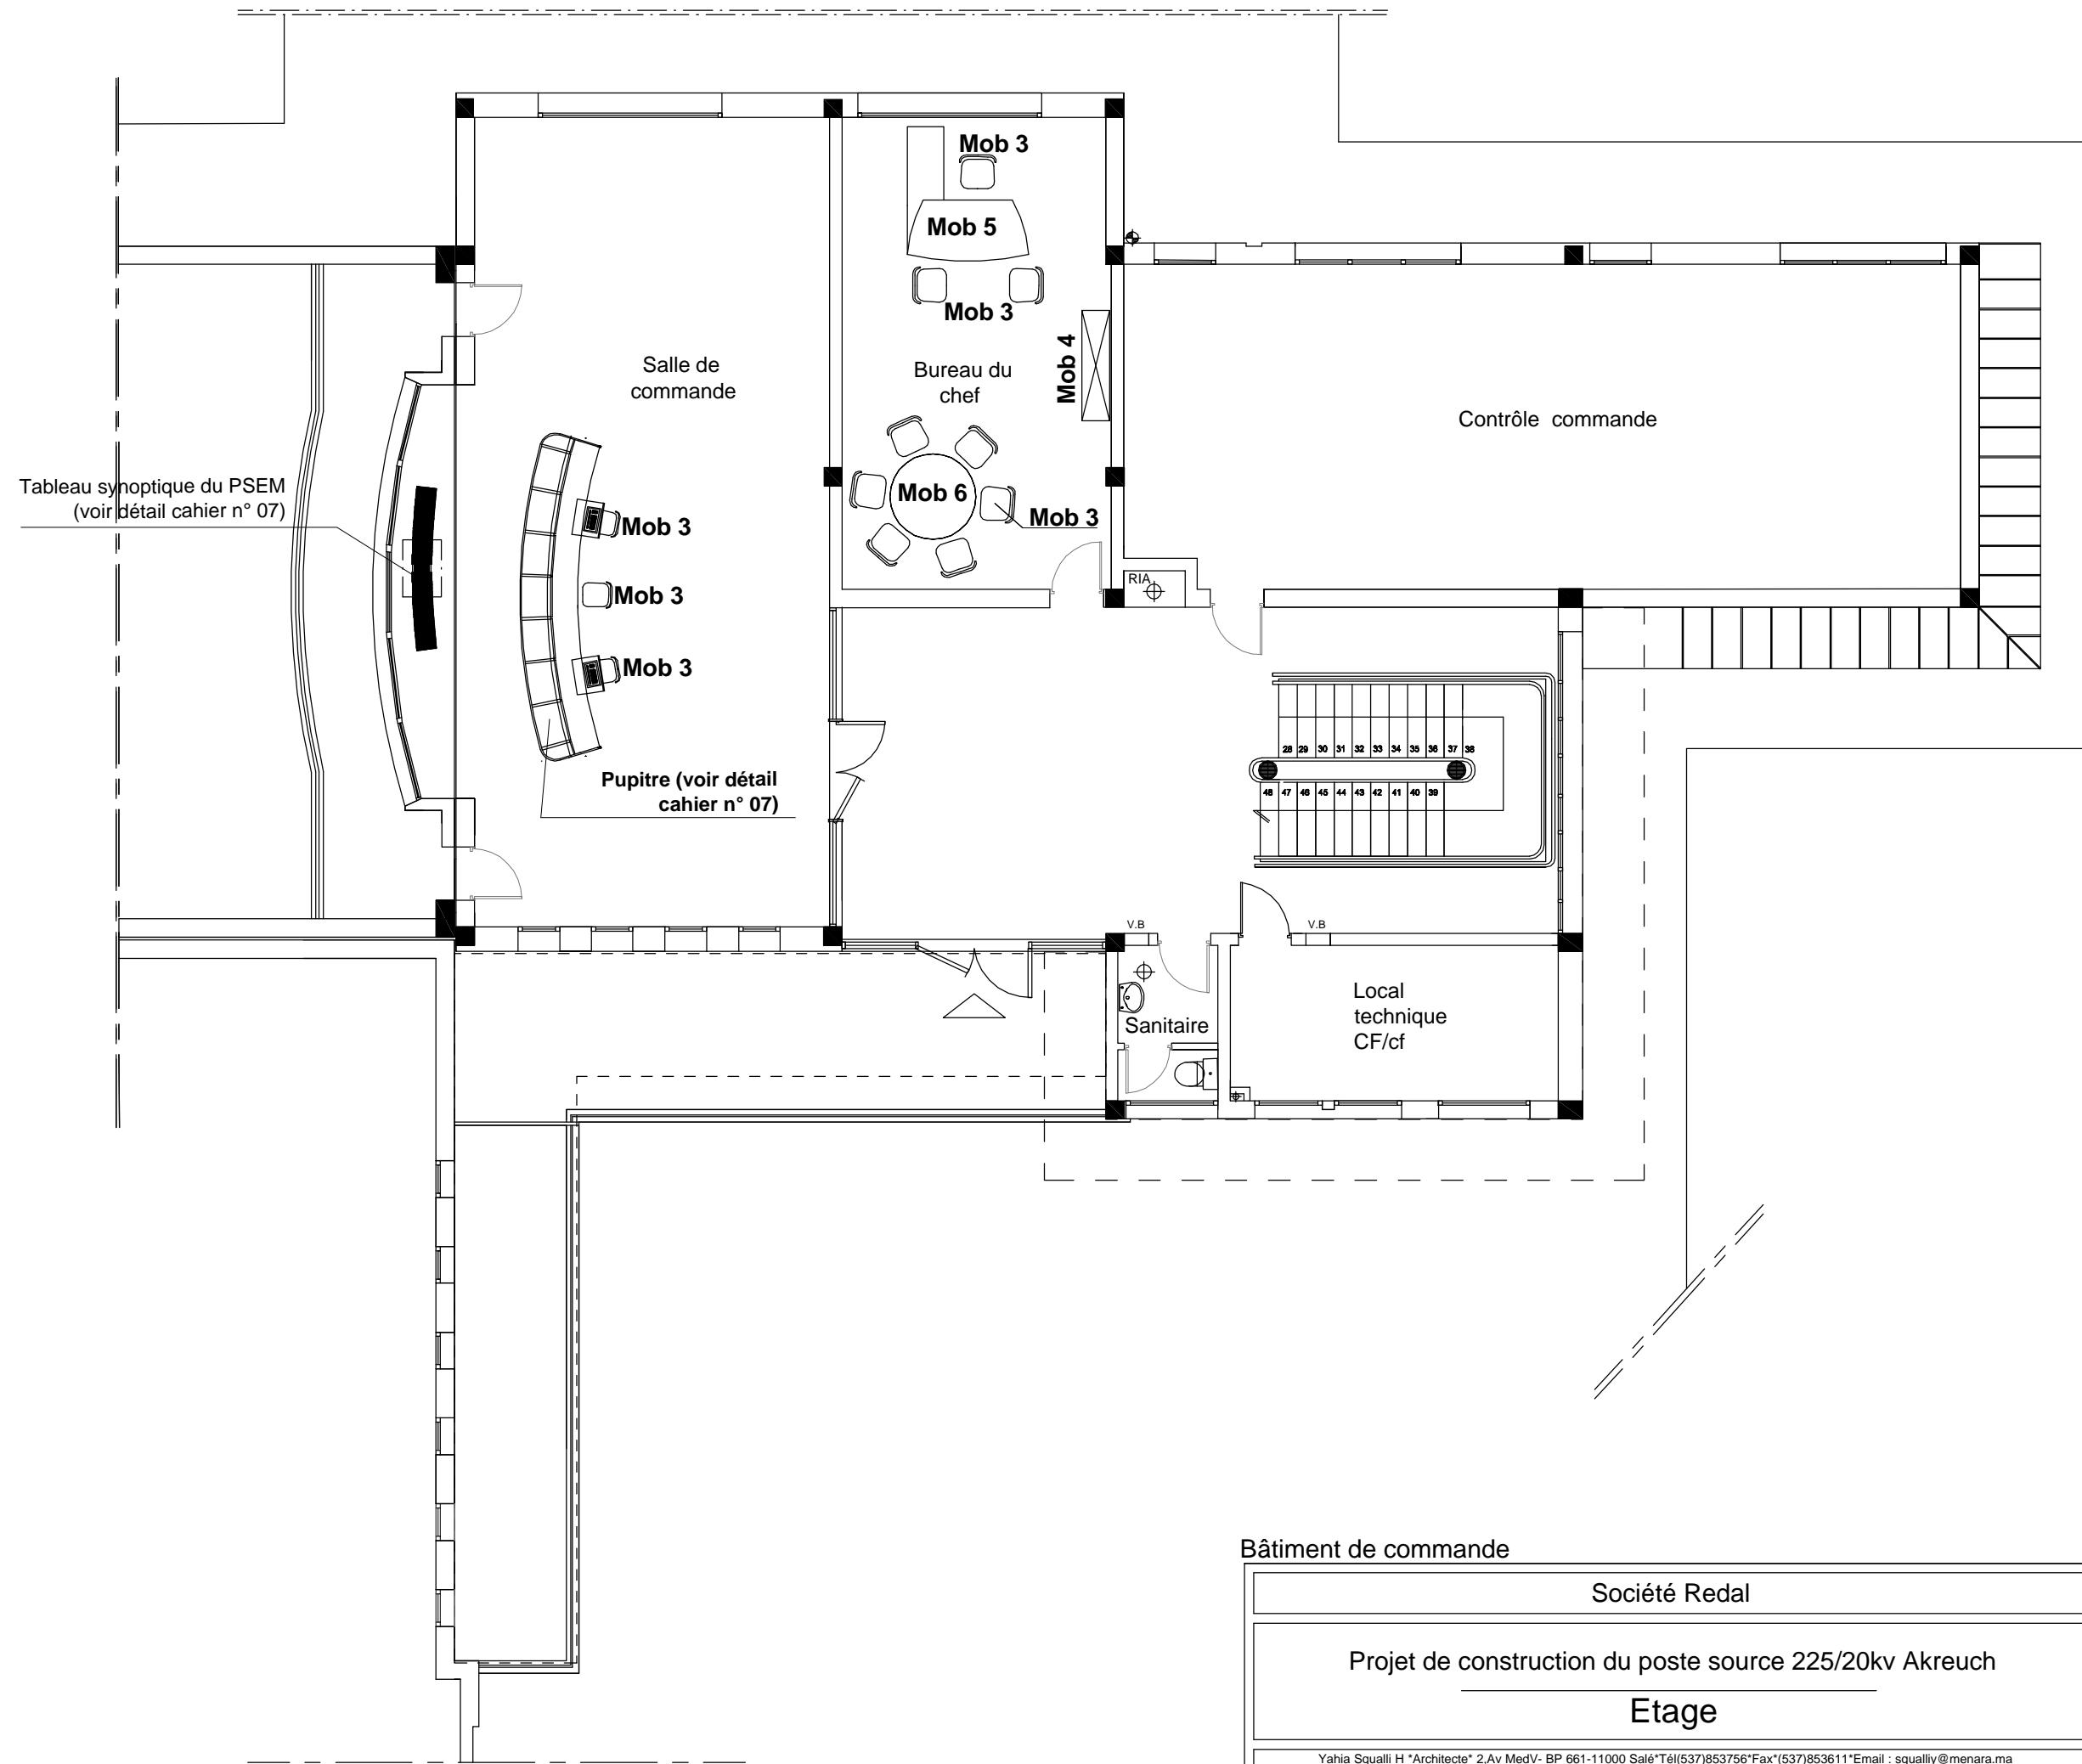 Mob 3
Mob 5
Mob 3
Mob 4
Salle de
commande
Bureau du
chef
Contrôle commande
Tableau synoptique du PSEM
(voir détail cahier n° 07)
Mob 6
Mob 3
Mob 3
Mob 3
Mob 3
RIA
28 29 30 31 32 33 34 35 36 37 38
48 47 46 45 44 43 42 41 40 39
Pupitre (voir détail
cahier n° 07)
V.B
V.B
Local
technique
CF/cf
Sanitaire
Bâtiment de commande
Société Redal
Projet de construction du poste source 225/20kv Akreuch
Etage
Yahia Squalli H *Architecte* 2,Av MedV- BP 661-11000 Salé*Tél(537)853756*Fax*(537)853611*Email : squalliy@menara.ma